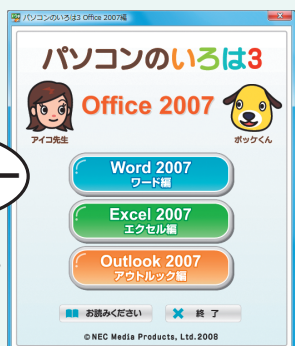 パソコンのいろは3 Office 2007編
パソコンのいろは3
Office 2007
アイコ先生
ポックくん
Word 2007
ワード編
Excel 2007
エクセル編
Outlook 2007
アウトルック編
お読みください
終 了
©NEC Media Products, Ltd.2008